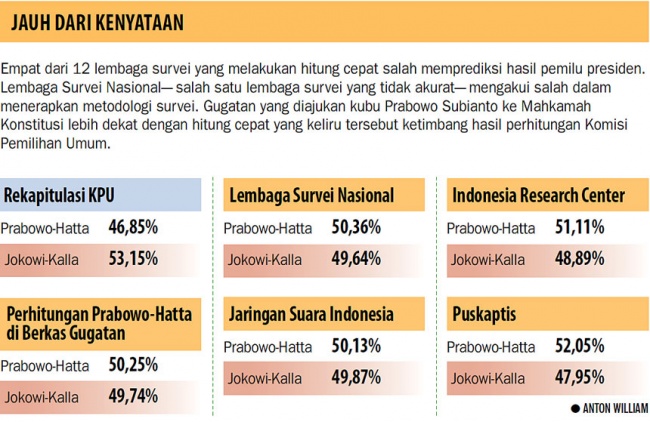 JAUH DARI KENYATAAN
Empat dari 12 lembaga survei yang melakukan hitung cepat salah memprediksi hasil pemilu presiden.
Lembaga Survei Nasional— salah satu lembaga survei yang tidak akurat— mengakui salah dalam
menerapkan metodologi survei. Gugatan yang diajukan kubu Prabowo Subianto ke Mahkamah
Konstitusi lebih dekat dengan hitung cepat yang keliru tersebut ketimbang hasil perhitungan Komisi
Pemilihan Umum.
Rekapitulasi KPU
Prabowo-Hatta 46,85%
Jokowi-Kalla 53,15%
Lembaga Survei Nasional
Prabowo-Hatta 50,36%
Jokowi-Kalla 49,64%
Indonesia Research Center
Prabowo-Hatta 51,11%
Jokowi-Kalla 48,89%
Perhitungan Prabowo-Hatta
di Berkas Gugatan
Prabowo-Hatta 50,25%
Jokowi-Kalla 49,74%
Jaringan Suara Indonesia
Prabowo-Hatta 50,13%
Jokowi-Kalla 49,87%
Puskaptis
Prabowo-Hatta 52,05%
Jokowi-Kalla 47,95%
● ANTON WILLIAM